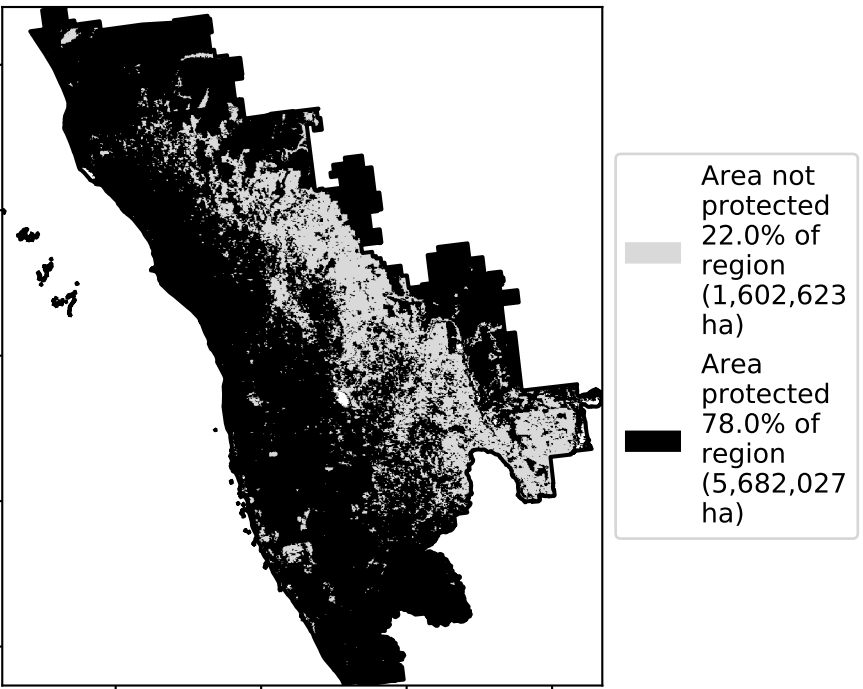 Area not
protected
22.0% of
region
(1,602,623
ha)
Area
protected
78.0% of
region
(5,682,027
ha)